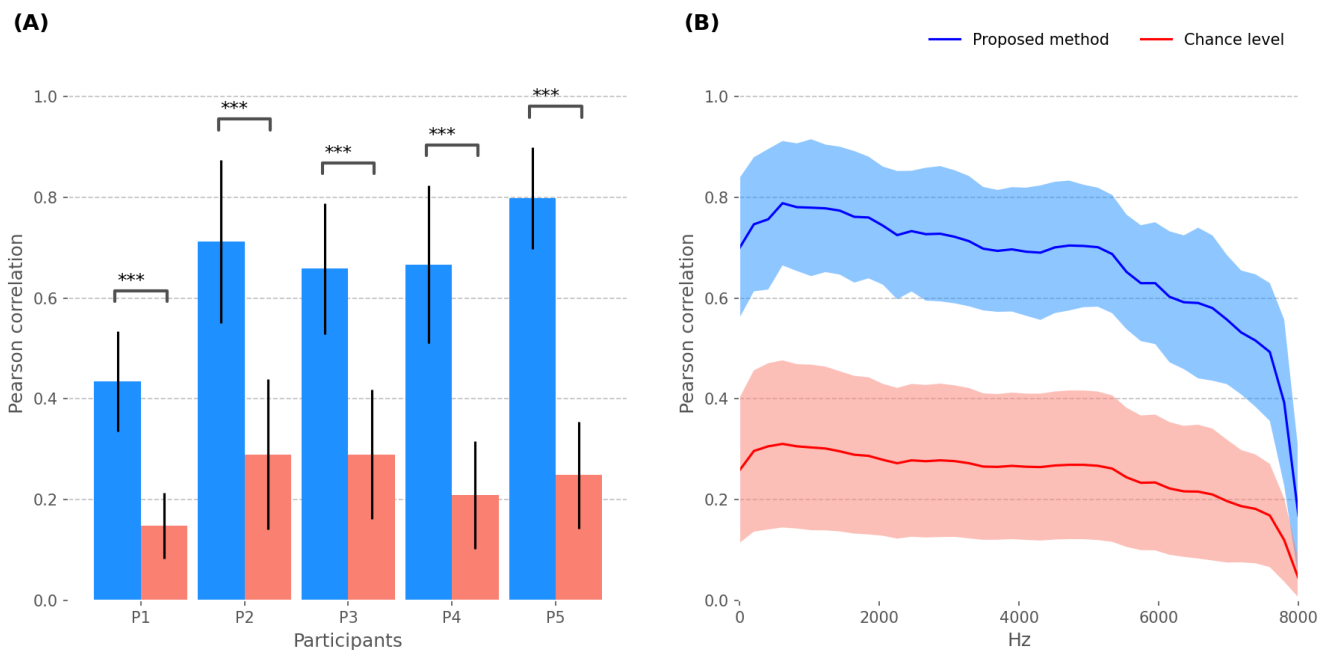 (A)
Pearson correlation
1.0
0.8
0.6
0.4
0.2
0.0
***
***
***
***
***
P1 P2 P3 P4 P5
Participants
(B)
Proposed method Chance level
Pearson correlation
1.0
0.8
0.6
0.4
0.2
0.0
0 2000 4000 6000 8000
Hz